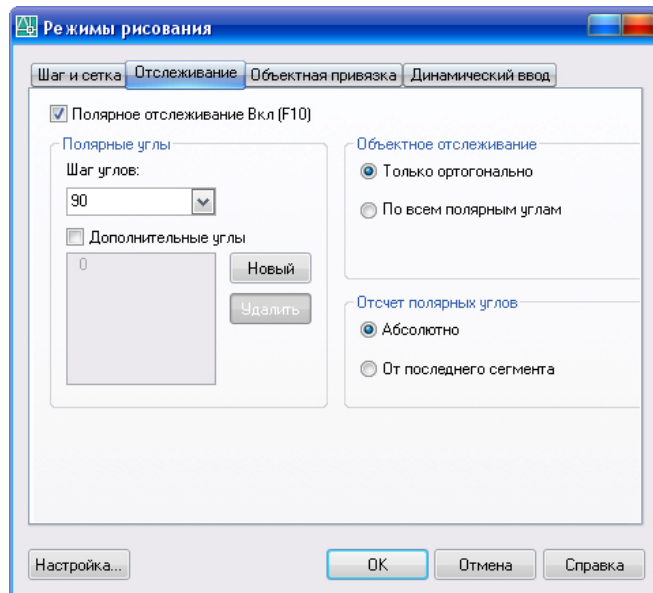 Режимы рисования
Шаг и сетка Отслеживание Объектная привязка Динамический ввод
Полярное отслеживание Вкл (F10)
Полярные углы
Шаг углов:
90
Дополнительные углы
0
Новый
Удалить
Объектное отслеживание
Только ортогонально
По всем полярным углам
Отсчет полярных углов
Абсолютно
От последнего сегмента
Настройка... OK Отмена Справка